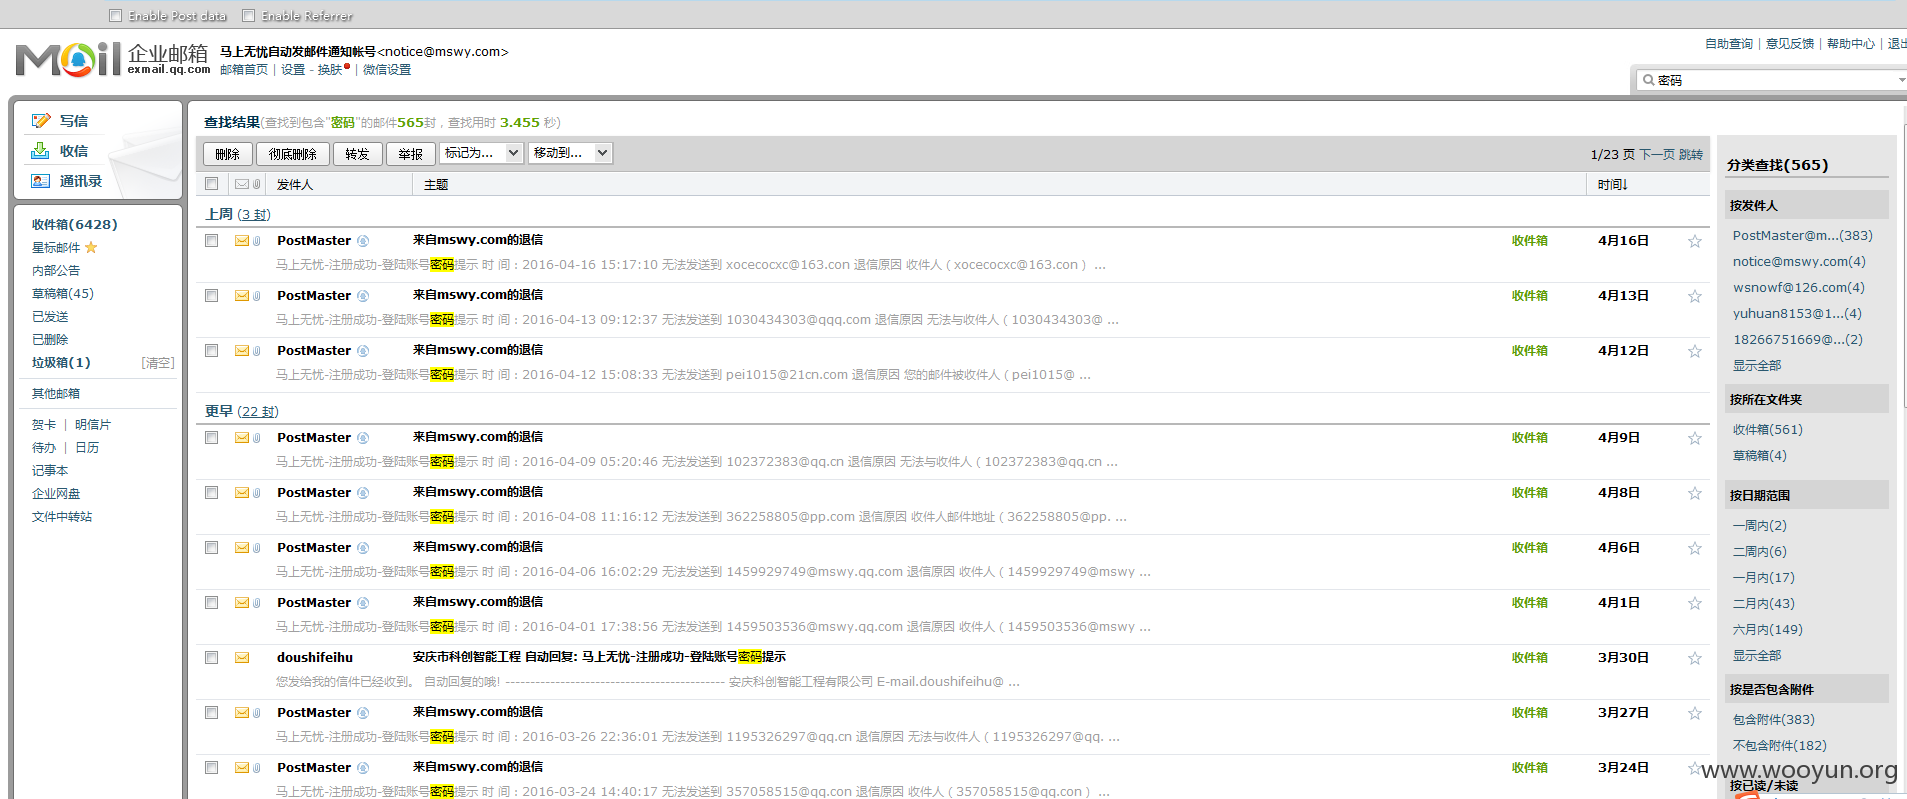 Enable Post data Enable Referrer
Mail 企业邮箱 exmail.qq.com
马上无忧自动发邮件通知帐号<notice@mswy.com>
邮箱首页 | 设置 - 换肤 | 微信设置
自助查询 | 意见反馈 | 帮助中心 | 退出
密码
写信
收信
通讯录
收件箱(6428)
星标邮件
内部公告
草稿箱(45)
已发送
已删除
垃圾箱(1) [清空]
其他邮箱
贺卡 | 明信片
待办 | 日历
记事本
企业网盘
文件中转站
查找结果(查找到包含"密码"的邮件565封，查找用时 3.455 秒)
删除 彻底删除 转发 举报 标记为... 移动到...
1/23 页 下一页 跳转
发件人 主题 时间↓
上周 (3 封)
PostMaster 来自mswy.com的退信 收件箱 4月16日
马上无忧-注册成功-登陆账号密码提示 时 间：2016-04-16 15:17:10 无法发送到 xocecocxc@163.con 退信原因 收件人（xocecocxc@163.con） ...
PostMaster 来自mswy.com的退信 收件箱 4月13日
马上无忧-注册成功-登陆账号密码提示 时 间：2016-04-13 09:12:37 无法发送到 1030434303@qqq.com 退信原因 无法与收件人（1030434303@ ...
PostMaster 来自mswy.com的退信 收件箱 4月12日
马上无忧-注册成功-登陆账号密码提示 时 间：2016-04-12 15:08:33 无法发送到 pei1015@21cn.com 退信原因 您的邮件被收件人（pei1015@ ...
更早 (22 封)
PostMaster 来自mswy.com的退信 收件箱 4月9日
马上无忧-注册成功-登陆账号密码提示 时 间：2016-04-09 05:20:46 无法发送到 102372383@qq.cn 退信原因 无法与收件人（102372383@qq.cn ...
PostMaster 来自mswy.com的退信 收件箱 4月8日
马上无忧-注册成功-登陆账号密码提示 时 间：2016-04-08 11:16:12 无法发送到 362258805@pp.com 退信原因 收件人邮件地址（362258805@pp. ...
PostMaster 来自mswy.com的退信 收件箱 4月6日
马上无忧-注册成功-登陆账号密码提示 时 间：2016-04-06 16:02:29 无法发送到 1459929749@mswy.qq.com 退信原因 收件人（1459929749@mswy ...
PostMaster 来自mswy.com的退信 收件箱 4月1日
马上无忧-注册成功-登陆账号密码提示 时 间：2016-04-01 17:38:56 无法发送到 1459503536@mswy.qq.com 退信原因 收件人（1459503536@mswy ...
doushifeihu 安庆市科创智能工程 自动回复: 马上无忧-注册成功-登陆账号密码提示 收件箱 3月30日
您发给我的信件已经收到。 自动回复的哦! -------------------------------------------- 安庆科创智能工程有限公司 E-mail.doushifeihu@ ...
PostMaster 来自mswy.com的退信 收件箱 3月27日
马上无忧-注册成功-登陆账号密码提示 时 间：2016-03-26 22:36:01 无法发送到 1195326297@qq.cn 退信原因 无法与收件人（1195326297@qq. ...
PostMaster 来自mswy.com的退信 收件箱 3月24日
马上无忧-注册成功-登陆账号密码提示 时 间：2016-03-24 14:40:17 无法发送到 357058515@qq.con 退信原因 收件人（357058515@qq.con） ...
分类查找(565)
按发件人
PostMaster@m...(383)
notice@mswy.com(4)
wsnowf@126.com(4)
yuhuan8153@1...(4)
18266751669@...(2)
显示全部
按所在文件夹
收件箱(561)
草稿箱(4)
按日期范围
一周内(2)
二周内(6)
一月内(17)
二月内(43)
六月内(149)
显示全部
按是否包含附件
包含附件(383)
不包含附件(182)
按已读/未读
www.wooyun.org